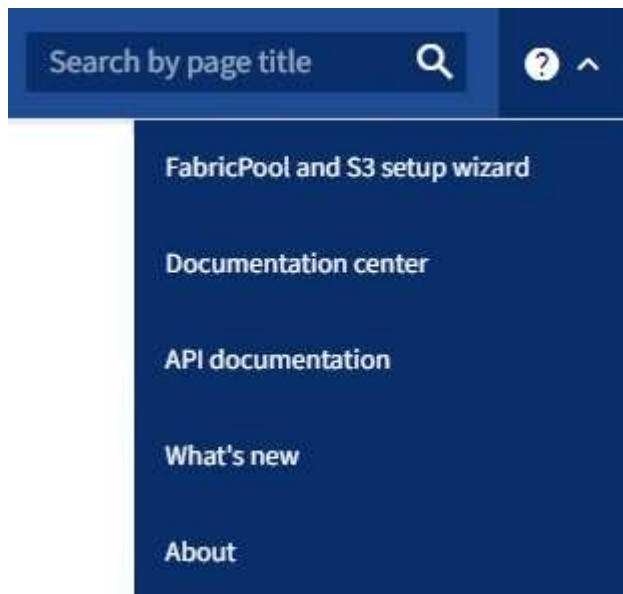 Search by page title
FabricPool and S3 setup wizard
Documentation center
API documentation
What's new
About